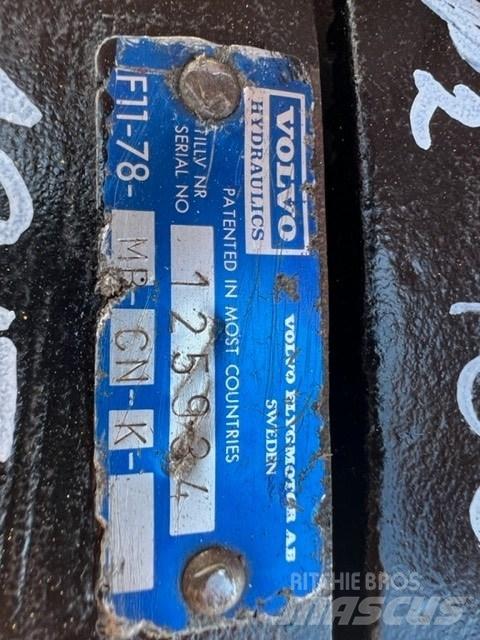 VOLVO
HYDRAULICS
VOLVO FLYGMOTOR AB
SWEDEN
PATENTED IN MOST COUNTRIES
TILLV NR
SERIAL NO
125934
F11-78- MB-CN-K-
RITCHIE BROS
MASCUS